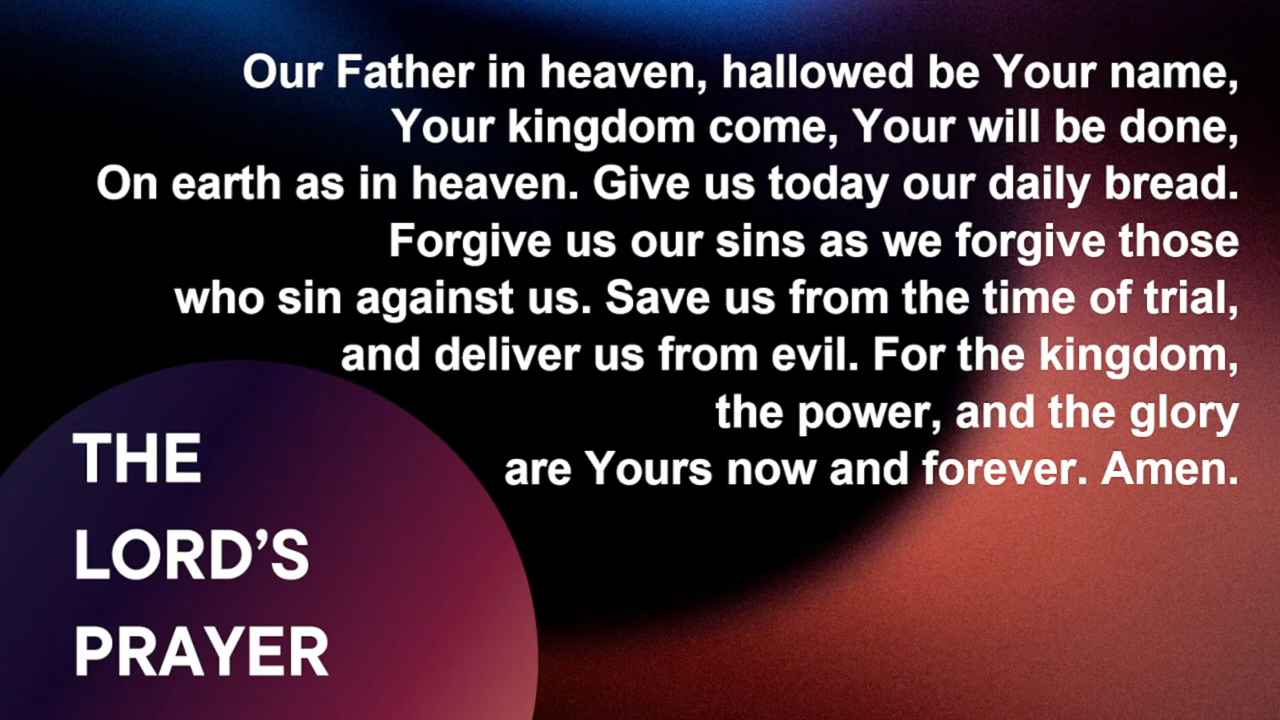 Our Father in heaven, hallowed be Your name,
Your kingdom come, Your will be done,
On earth as in heaven. Give us today our daily bread.
Forgive us our sins as we forgive those
who sin against us. Save us from the time of trial,
and deliver us from evil. For the kingdom,
the power, and the glory
are Yours now and forever. Amen.
THE
LORD’S
PRAYER